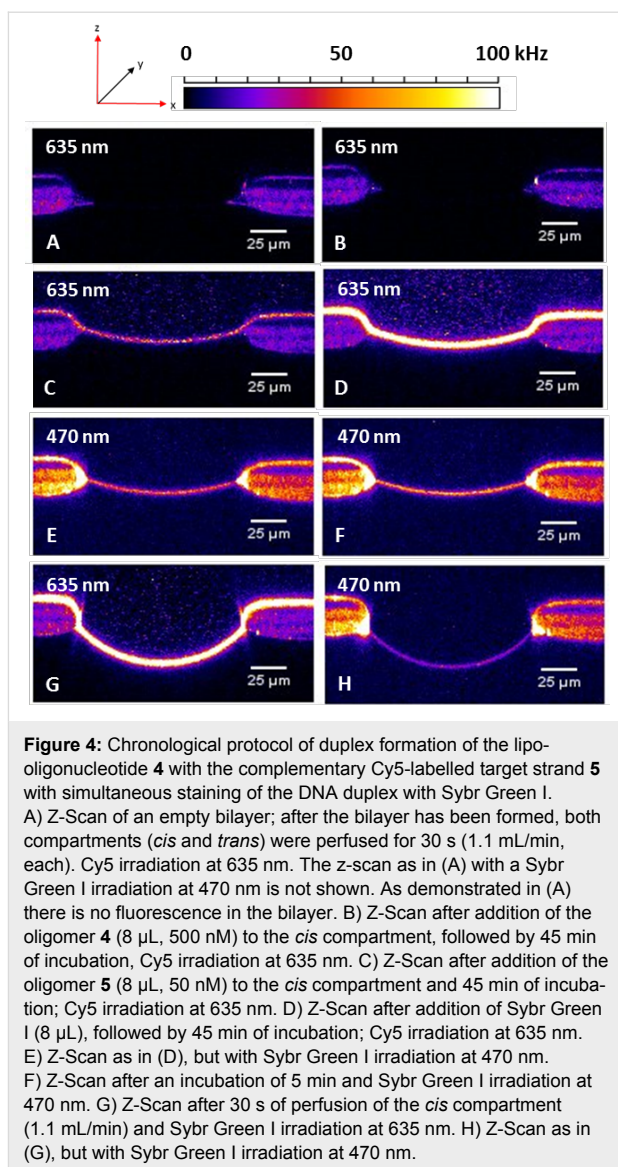 z
y
x
0 50 100 kHz
635 nm
A
25 µm
635 nm
B
25 µm
635 nm
C
25 µm
635 nm
D
25 µm
470 nm
E
25 µm
470 nm
F
25 µm
635 nm
G
25 µm
470 nm
H
25 µm
Figure 4: Chronological protocol of duplex formation of the lipo-
oligonucleotide 4 with the complementary Cy5-labelled target strand 5
with simultaneous staining of the DNA duplex with Sybr Green I.
A) Z-Scan of an empty bilayer; after the bilayer has been formed, both
compartments (cis and trans) were perfused for 30 s (1.1 mL/min,
each). Cy5 irradiation at 635 nm. The z-scan as in (A) with a Sybr
Green I irradiation at 470 nm is not shown. As demonstrated in (A)
there is no fluorescence in the bilayer. B) Z-Scan after addition of the
oligomer 4 (8 µL, 500 nM) to the cis compartment, followed by 45 min
of incubation, Cy5 irradiation at 635 nm. C) Z-Scan after addition of the
oligomer 5 (8 µL, 50 nM) to the cis compartment and 45 min of incuba-
tion; Cy5 irradiation at 635 nm. D) Z-Scan after addition of Sybr Green
I (8 µL), followed by 45 min of incubation; Cy5 irradiation at 635 nm.
E) Z-Scan as in (D), but with Sybr Green I irradiation at 470 nm.
F) Z-Scan after an incubation of 5 min and Sybr Green I irradiation at
470 nm. G) Z-Scan after 30 s of perfusion of the cis compartment
(1.1 mL/min) and Sybr Green I irradiation at 635 nm. H) Z-Scan as in
(G), but with Sybr Green I irradiation at 470 nm.